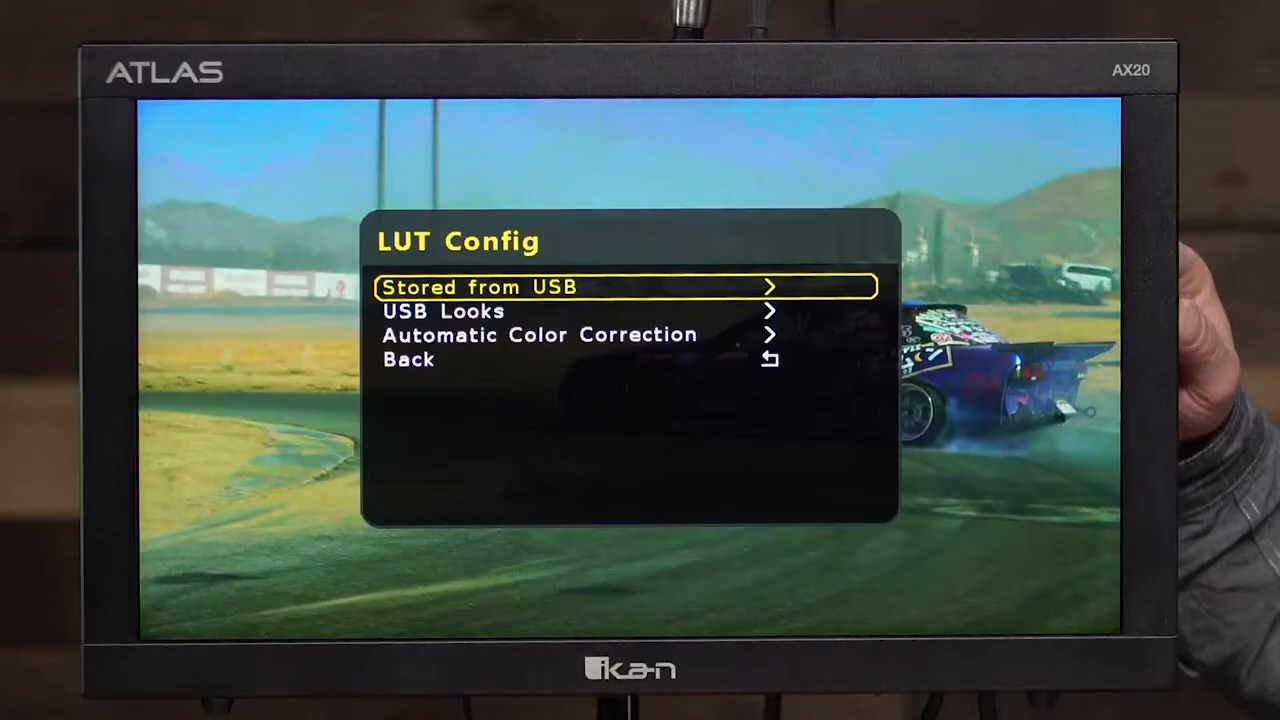 ATLAS
AX20
LUT Config
Stored from USB
USB Looks
Automatic Color Correction
Back
ikan